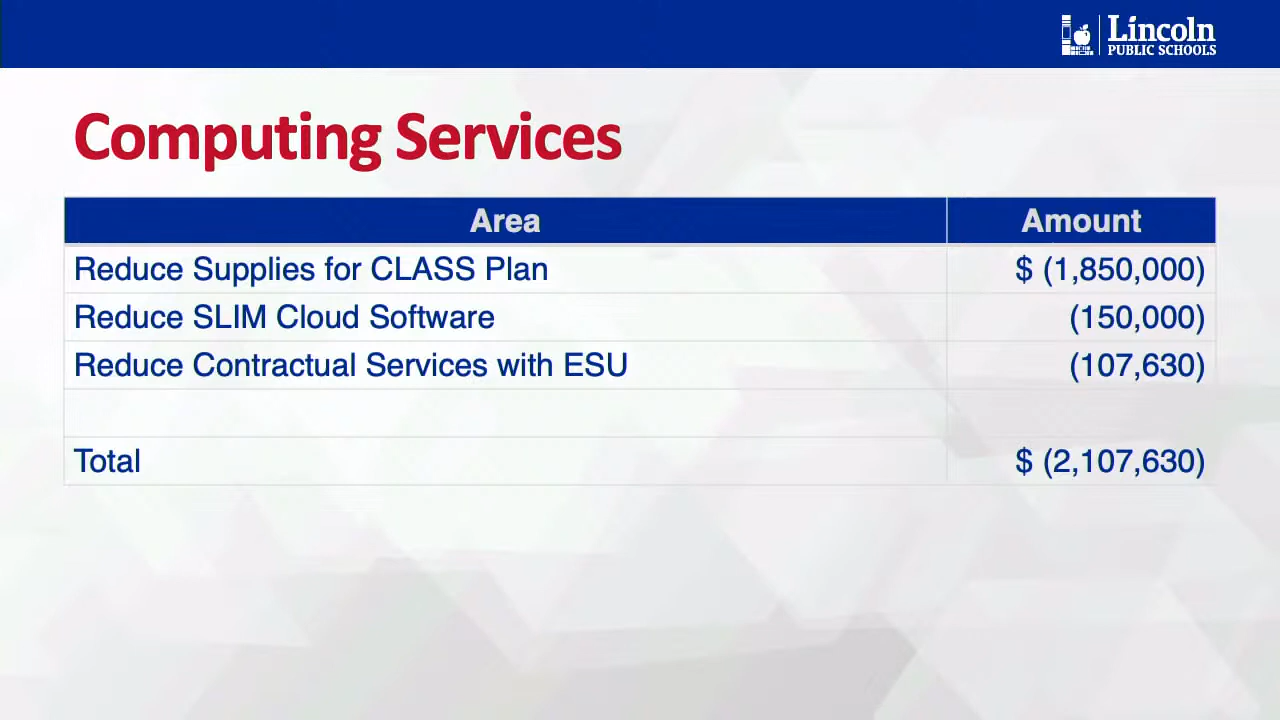 Lincoln
PUBLIC SCHOOLS
Computing Services
Area Amount
Reduce Supplies for CLASS Plan $ (1,850,000)
Reduce SLIM Cloud Software (150,000)
Reduce Contractual Services with ESU (107,630)
Total $ (2,107,630)